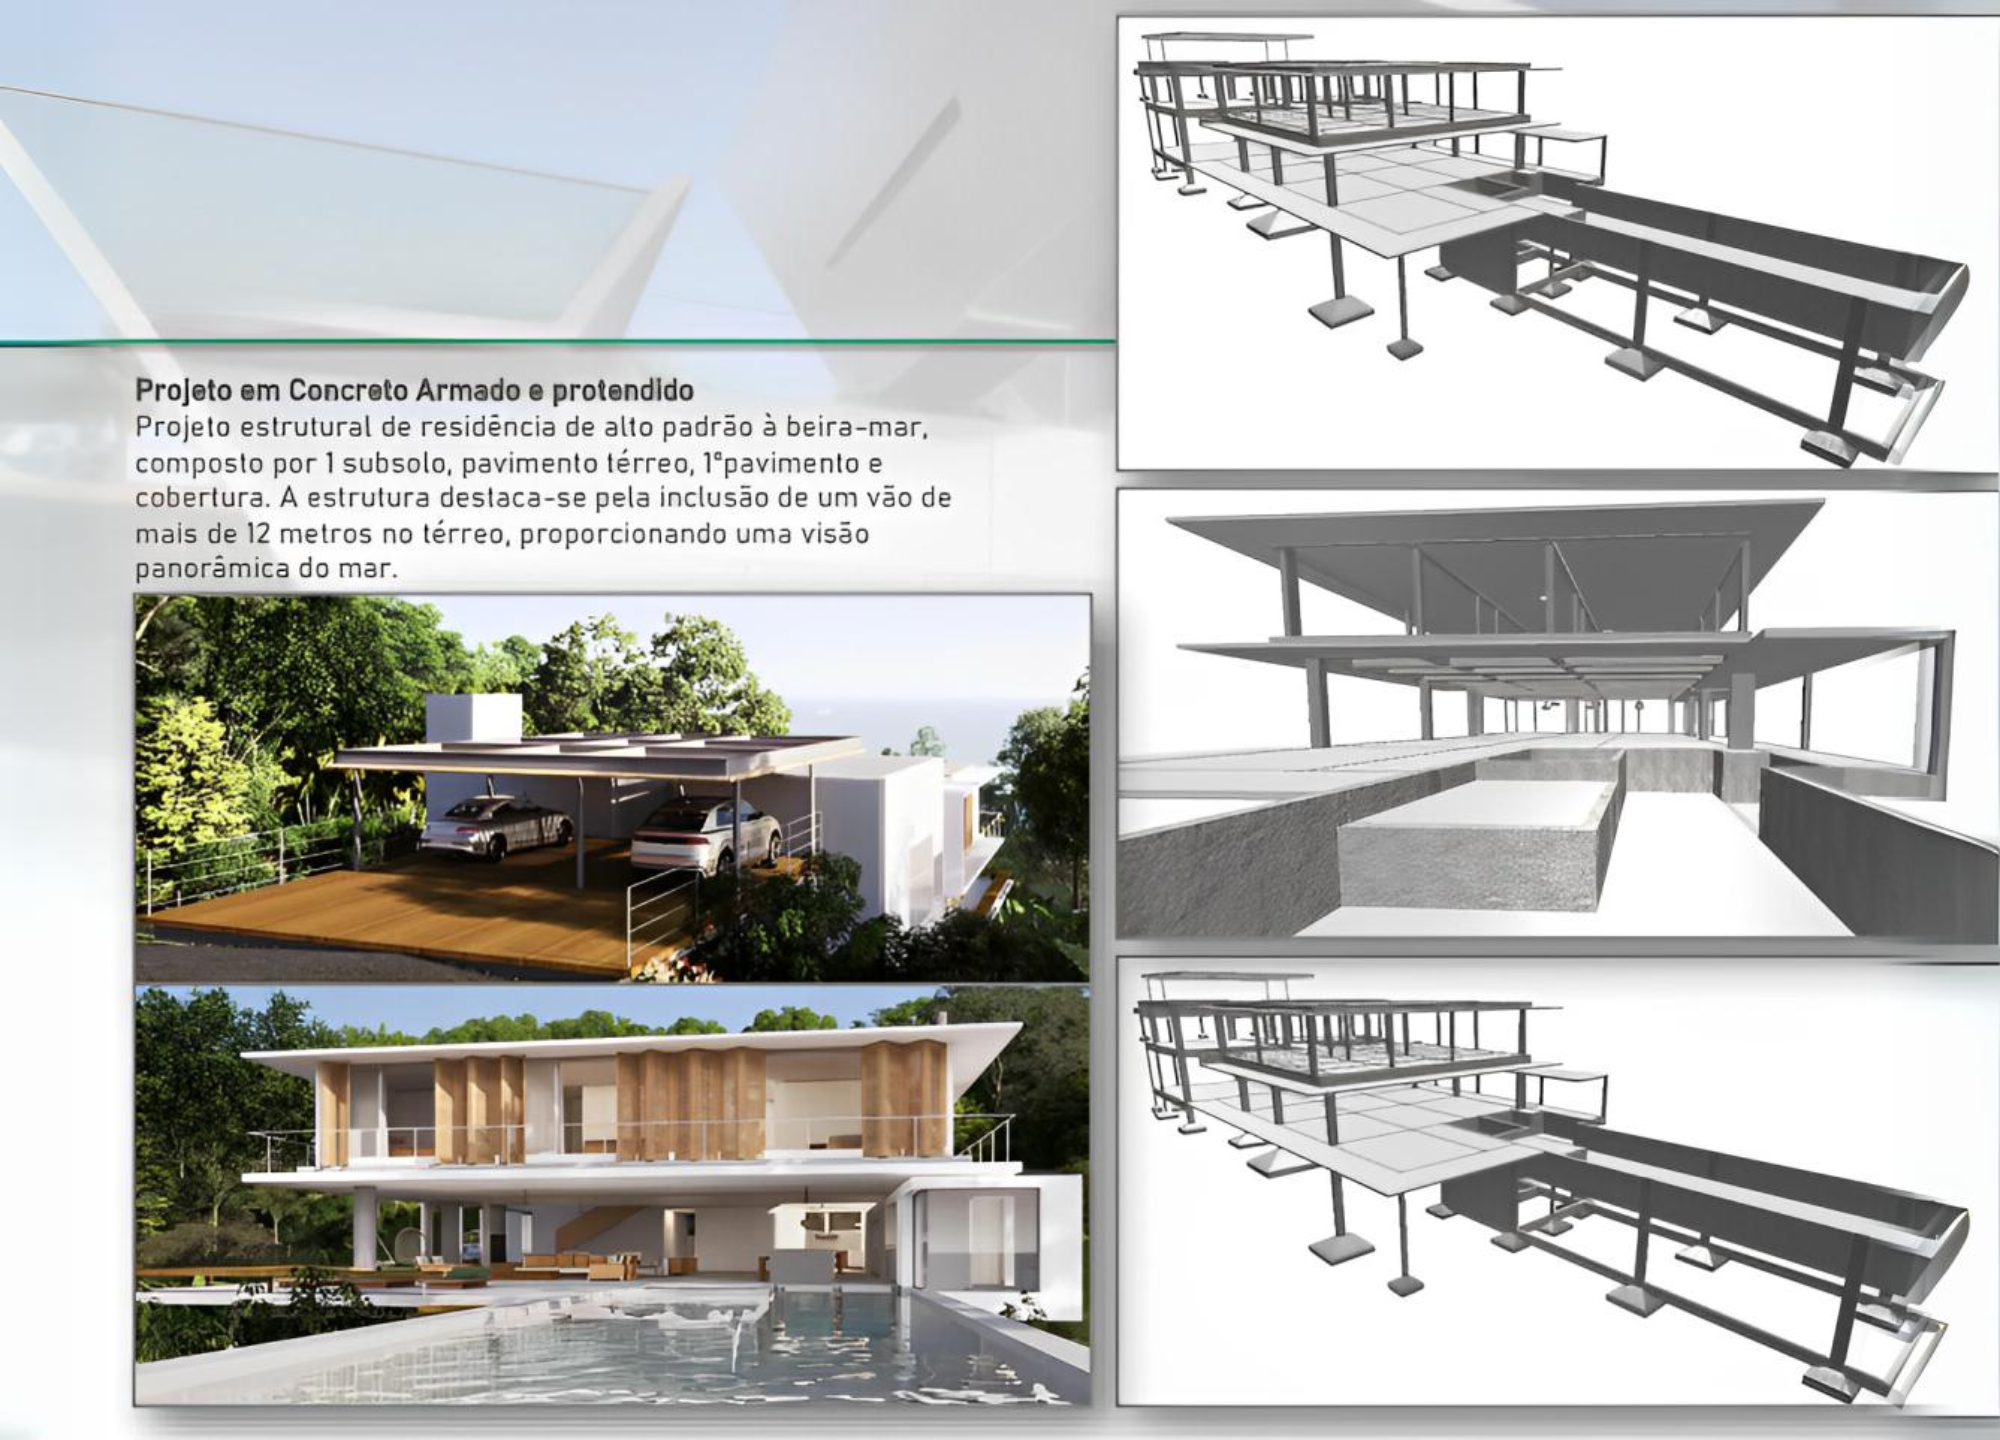 Projeto em Concreto Armado e protendido
Projeto estrutural de residência de alto padrão à beira-mar,
composto por 1 subsolo, pavimento térreo, 1ºpavimento e
cobertura. A estrutura destaca-se pela inclusão de um vão de
mais de 12 metros no térreo, proporcionando uma visão
panorâmica do mar.